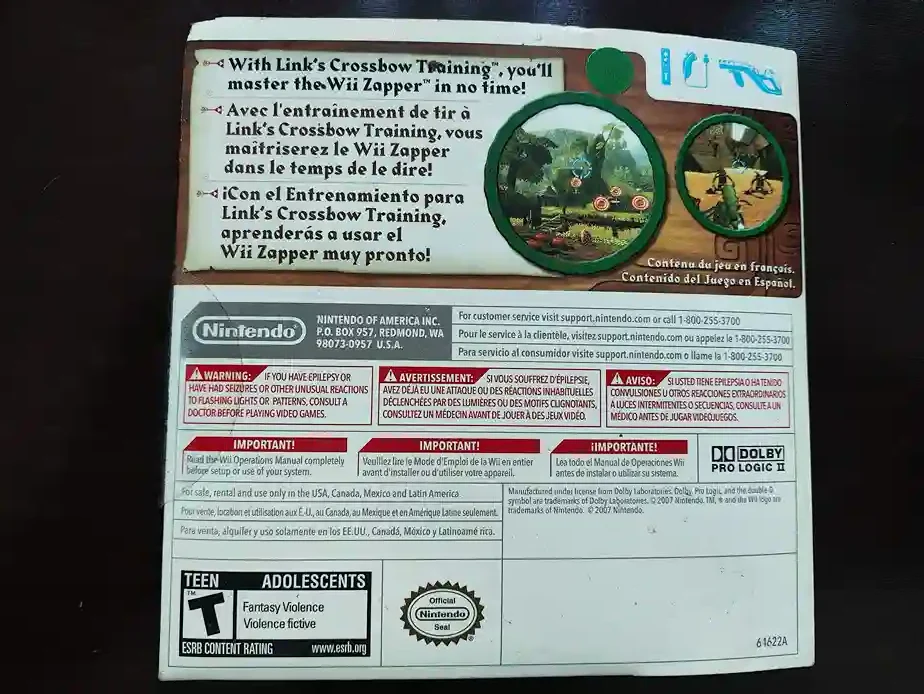 With Link's Crossbow Training™, you'll
master the Wii Zapper™ in no time!
Avec l'entraînement de tir à
Link's Crossbow Training, vous
maîtriserez le Wii Zapper
dans le temps de le dire!
¡Con el Entrenamiento para
Link's Crossbow Training,
aprenderás a usar el
Wii Zapper muy pronto!
Contenu du jeu en français.
Contenido del Juego en Español.
Nintendo
NINTENDO OF AMERICA INC.
P.O. BOX 957, REDMOND, WA
98073-0957 U.S.A.
For customer service visit support.nintendo.com or call 1-800-255-3700
Pour le service à la clientèle, visitez support.nintendo.com ou appelez le 1-800-255-3700
Para servicio al consumidor visite support.nintendo.com o llame la 1-800-255-3700
WARNING: IF YOU HAVE EPILEPSY OR
HAVE HAD SEIZURES OR OTHER UNUSUAL REACTIONS
TO FLASHING LIGHTS OR PATTERNS, CONSULT A
DOCTOR BEFORE PLAYING VIDEO GAMES.
AVERTISSEMENT: SI VOUS SOUFFREZ D'ÉPILEPSIE,
AVEZ DÉJÀ EU UNE ATTAQUE OU DES RÉACTIONS INHABITUELLES
DÉCLENCHÉES PAR DES LUMIÈRES OU DES MOTIFS CLIGNOTANTS,
CONSULTEZ UN MÉDECIN AVANT DE JOUER À DES JEUX VIDÉO.
AVISO: SI USTED TIENE EPILEPSIA O HA TENIDO
CONVULSIONES U OTROS REACCIONES EXTRAORDINARIOS
A LUCES INTERMITENTES O SECUENCIAS, CONSULTE A UN
MÉDICO ANTES DE JUGAR VIDEOJUEGOS.
IMPORTANT!
Read the Wii Operations Manual completely
before setup or use of your system.
IMPORTANT!
Veuillez lire le Mode d'Emploi de la Wii en entier
avant d'installer ou d'utiliser votre appareil.
¡IMPORTANTE!
Lea todo el Manual de Operaciones Wii
antes de instalar o utilizar su sistema.
DOLBY
PRO LOGIC II
For sale, rental and use only in the USA, Canada, Mexico and Latin America
Pour vente, location et utilisation aux É.-U., au Canada, au Mexique et en Amérique Latine seulement.
Para venta, alquiler y uso solamente en los EE.UU., Canadá, México y Latinoamé rica.
Manufactured under license from Dolby Laboratories. Dolby, Pro Logic, and the double-D
symbol are trademarks of Dolby Laboratories. © 2007 Nintendo. TM, ® and the Wii logo are
trademarks of Nintendo. © 2007 Nintendo.
TEEN ADOLESCENTS
T™
Fantasy Violence
Violence fictive
ESRB CONTENT RATING www.esrb.org
Official
Nintendo
Seal
®
61622A